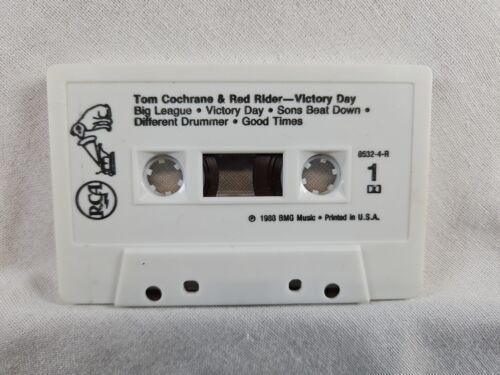 Tom Cochrane & Red Rider—Victory Day
Big League • Victory Day • Sons Beat Down •
Different Drummer • Good Times
8532-4-R
1
RCA
℗ 1988 BMG Music • Printed in U.S.A.